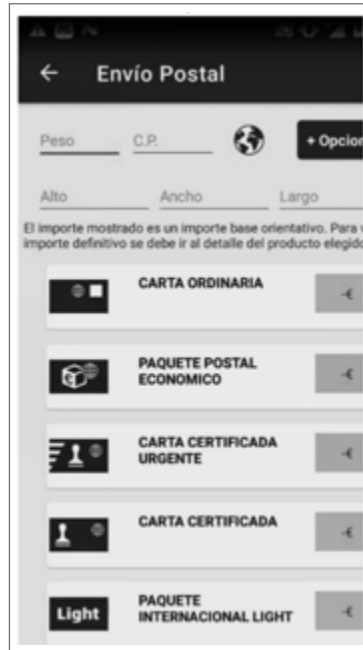 Envío Postal
Peso C.P. + Opcion
Alto Ancho Largo
El importe mostrado es un importe base orientativo. Para v
importe definitivo se debe ir al detalle del producto elegido
CARTA ORDINARIA
-€
PAQUETE POSTAL
ECONOMICO
-€
CARTA CERTIFICADA
URGENTE
-€
CARTA CERTIFICADA
-€
Light
PAQUETE
INTERNACIONAL LIGHT
-€